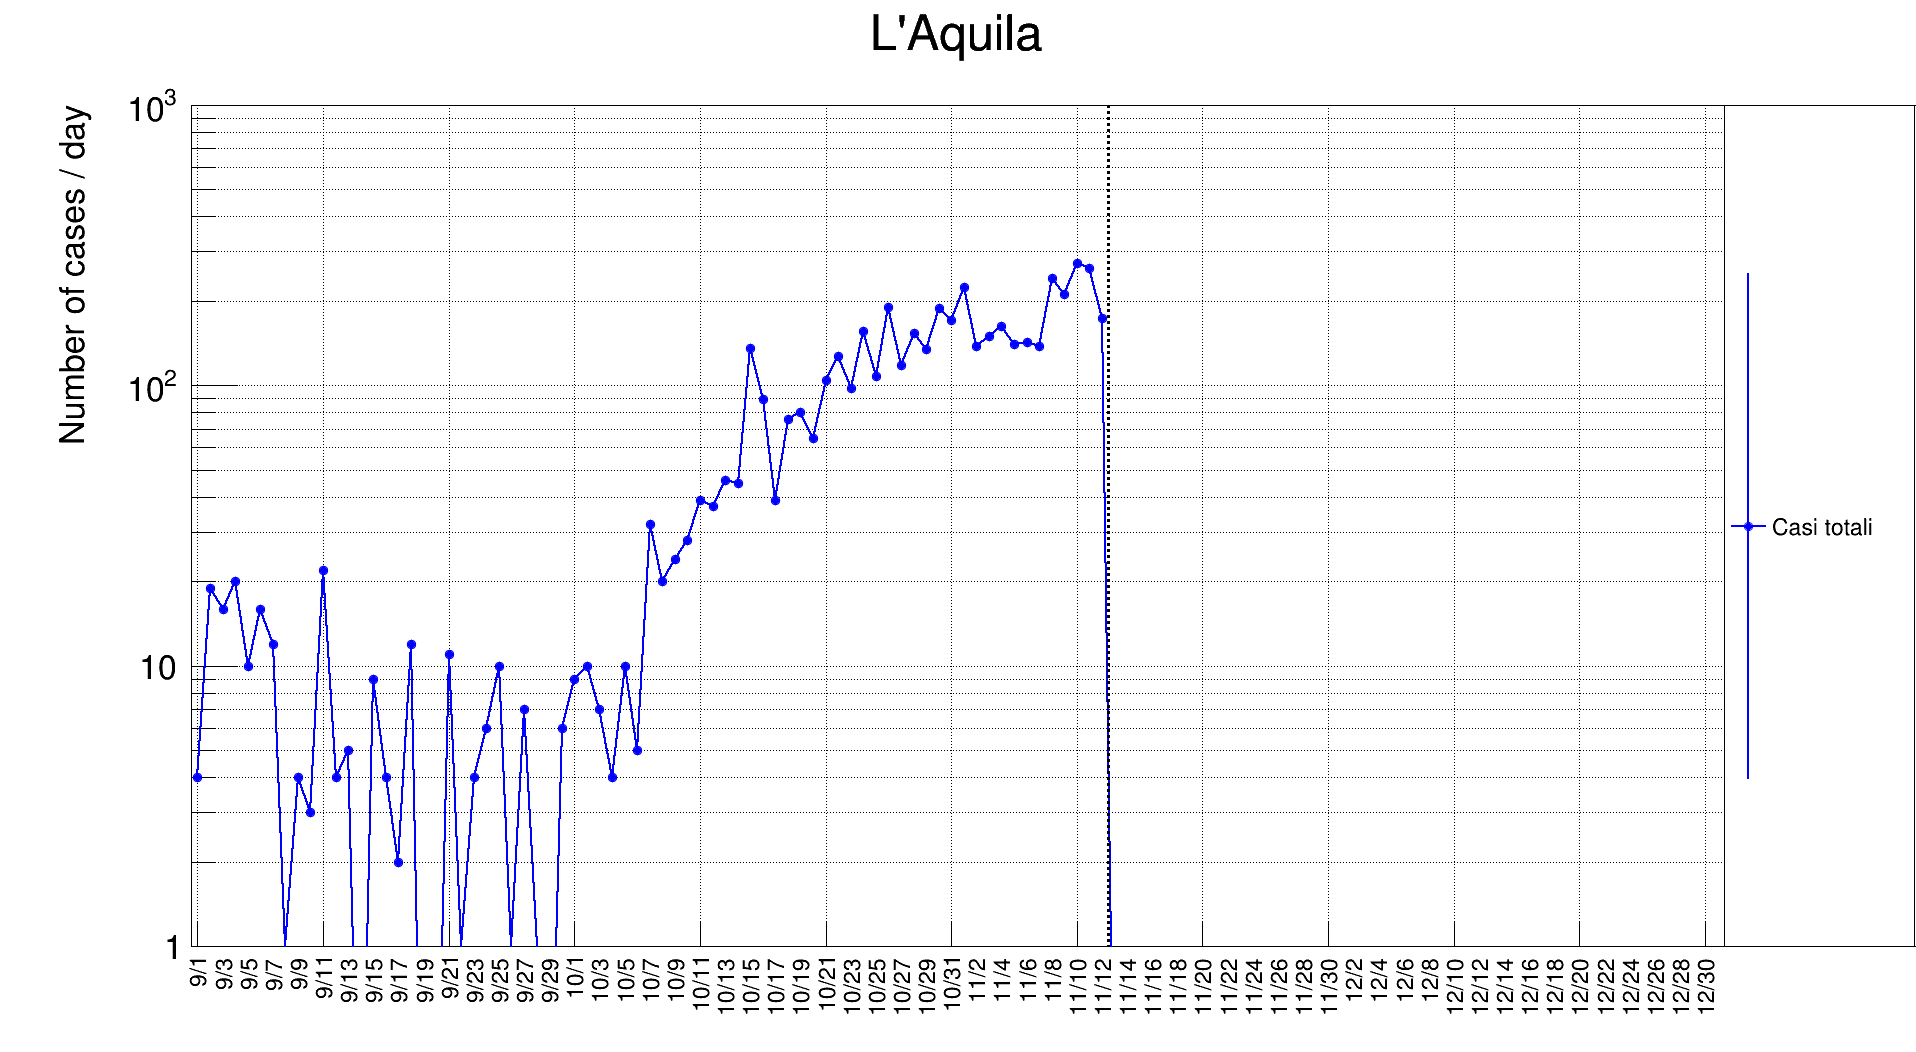 L'Aquila
Number of cases / day
10³
10²
10
1
9/1 9/3 9/5 9/7 9/9 9/11 9/13 9/15 9/17 9/19 9/21 9/23 9/25 9/27 9/29 10/1 10/3 10/5 10/7 10/9 10/11 10/13 10/15 10/17 10/19 10/21 10/23 10/25 10/27 10/29 10/31 11/2 11/4 11/6 11/8 11/10 11/12 11/14 11/16 11/18 11/20 11/22 11/24 11/26 11/28 11/30 12/2 12/4 12/6 12/8 12/10 12/12 12/14 12/16 12/18 12/20 12/22 12/24 12/26 12/28 12/30
Casi totali